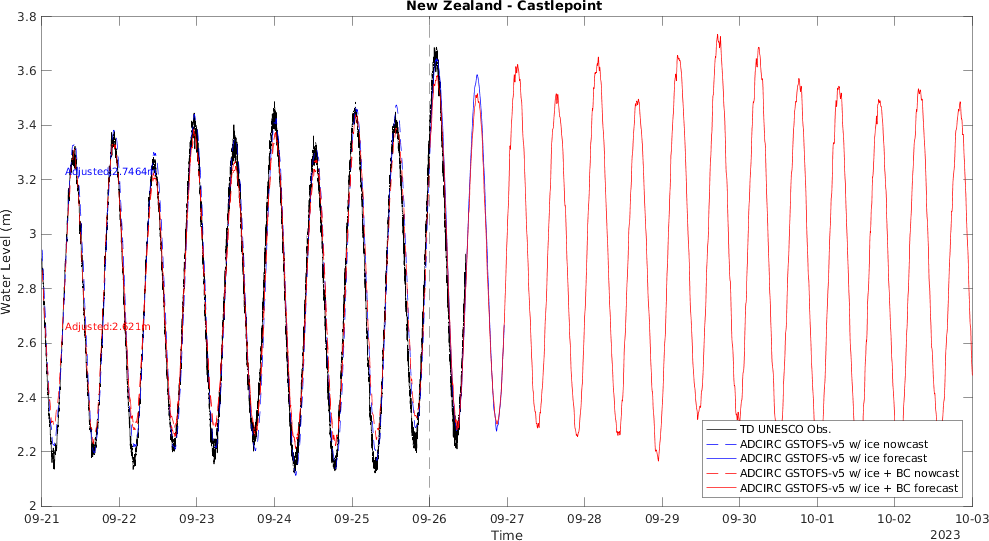 New Zealand - Castlepoint
3.8
3.6
3.4
3.2
3
2.8
2.6
2.4
2.2
2
Water Level (m)
Adjusted:2.7464m
Adjusted:2.621m
TD UNESCO Obs.
ADCIRC GSTOFS-v5 w/ ice nowcast
ADCIRC GSTOFS-v5 w/ ice forecast
ADCIRC GSTOFS-v5 w/ ice + BC nowcast
ADCIRC GSTOFS-v5 w/ ice + BC forecast
09-21 09-22 09-23 09-24 09-25 09-26 09-27 09-28 09-29 09-30 10-01 10-02 10-03
Time
2023